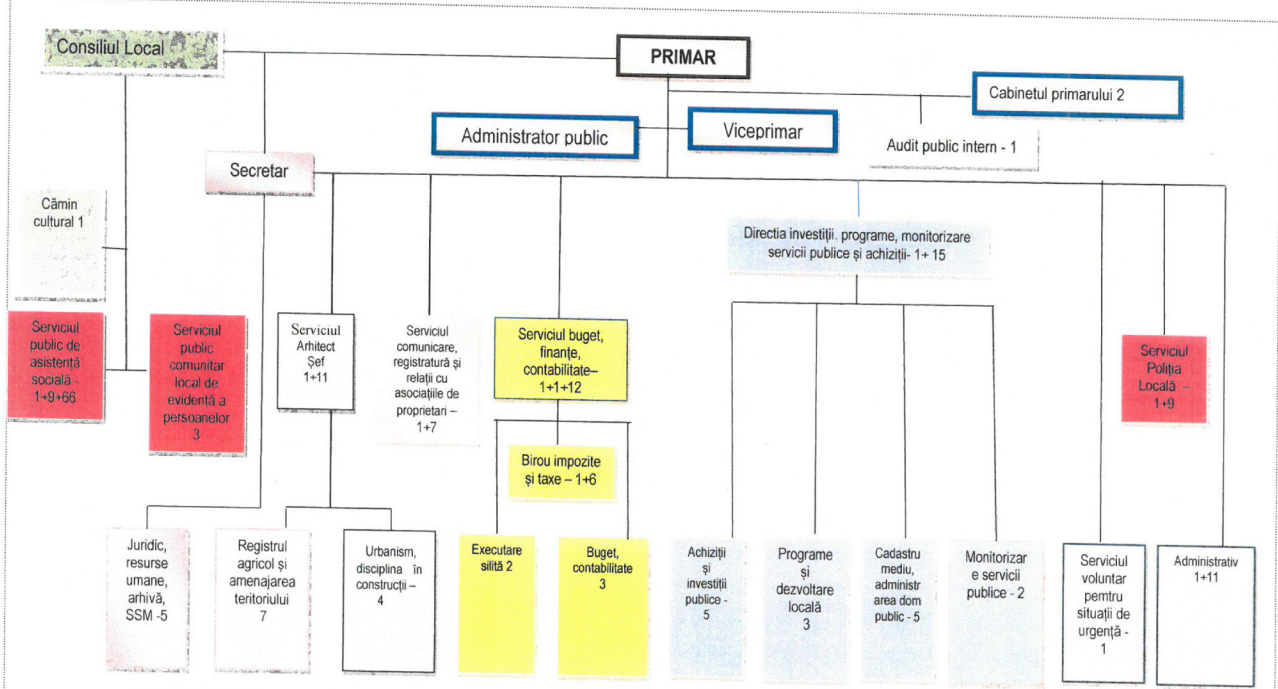 Consiliul Local
PRIMAR
Cabinetul primarului 2
Administrator public
Viceprimar
Audit public intern - 1
Secretar
Cămin
cultural 1
Directia investiții. programe, monitorizare
servicii publice și achiziții- 1+ 15
Serviciul
public de
asistență
socială -
1+9+66
Serviciul
public
comunitar
local de
evidență a
persoanelor
3
Serviciul
Arhitect
Șef
1+11
Serviciul
comunicare,
registratură și
relații cu
asociațiile de
proprietari –
1+7
Serviciul buget,
finanțe,
contabilitate–
1+1+12
Serviciul
Poliția
Locală –
1+9
Birou impozite
și taxe – 1+6
Juridic,
resurse
umane,
arhivă,
SSM -5
Registrul
agricol și
amenajarea
teritoriului
7
Urbanism,
disciplina în
construcții –
4
Executare
silită 2
Buget,
contabilitate
3
Achiziții
și
investiții
publice -
5
Programe
și
dezvoltare
locală
3
Cadastru
mediu,
administr
area dom
public - 5
Monitorizar
e servicii
publice - 2
Serviciul
voluntar
pemtru
situații de
urgență -
1
Administrativ
1+11